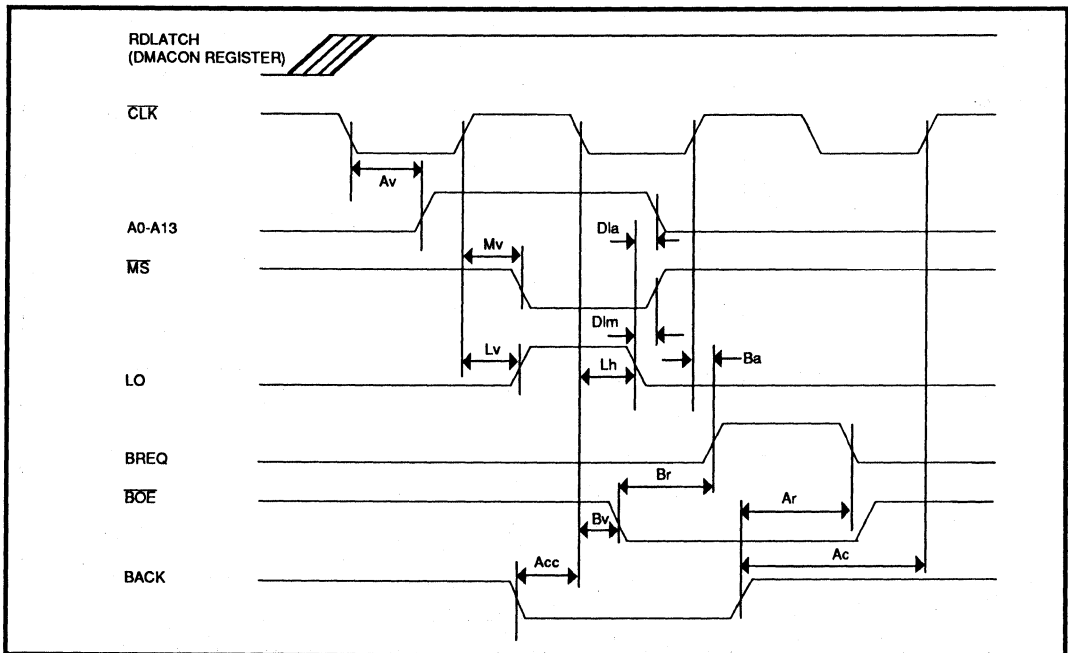 RDLATCH
(DMACON REGISTER)
CLK
Av
A0-A13
Dla
Mv
MS
Dlm
Lv
Ba
LO
Lh
BREQ
Br
BOE
Ar
Bv
Acc
Ac
BACK